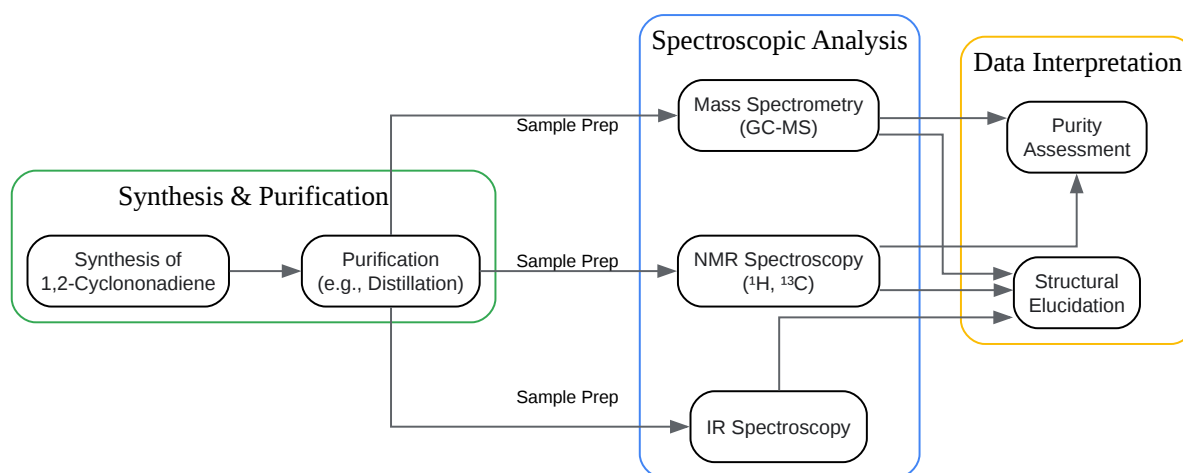 Synthesis & Purification
Synthesis of
1,2-Cyclononadiene
Purification
(e.g., Distillation)
Sample Prep
Sample Prep
Sample Prep
Spectroscopic Analysis
Mass Spectrometry
(GC-MS)
NMR Spectroscopy
(¹H, ¹³C)
IR Spectroscopy
Data Interpretation
Purity
Assessment
Structural
Elucidation